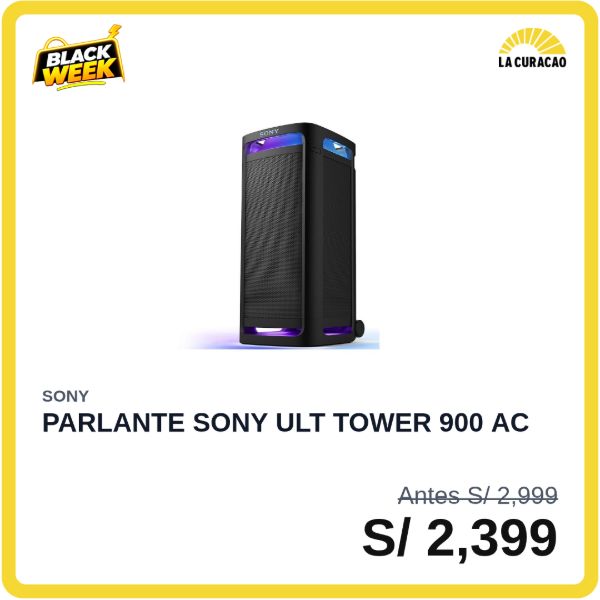 BLACK
WEEK
LA CURACAO
SONY
SONY
PARLANTE SONY ULT TOWER 900 AC
Antes S/ 2,999
S/ 2,399